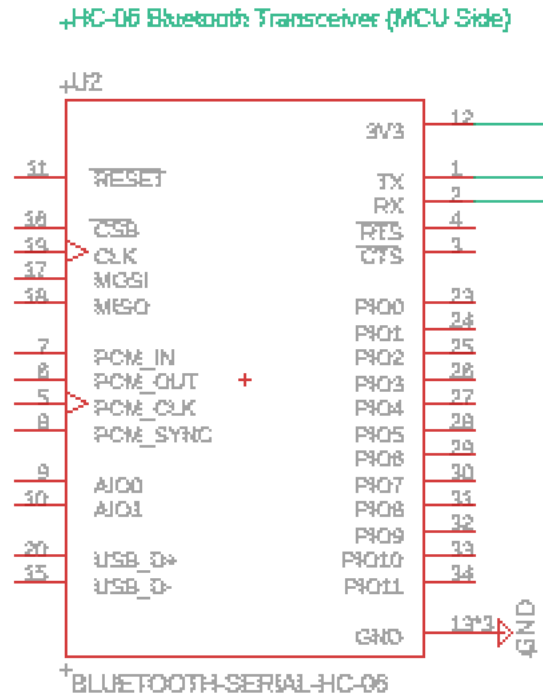 HC-06 Bluetooth Transceiver (MCU Side)
U2
3V3 12
11 RESET TX 1
RX 2
16 CSB RTS 4
19 CLK CTS 3
17 MOSI
18 MISO PIO0 23
PIO1 24
7 PCM_IN PIO2 25
6 PCM_OUT PIO3 26
5 PCM_CLK PIO4 27
8 PCM_SYNC PIO5 28
PIO6 29
9 AIO0 PIO7 30
10 AIO1 PIO8 31
PIO9 32
20 USB_D+ PIO10 33
15 USB_D- PIO11 34
GND 13*3 GND
BLUETOOTH-SERIAL-HC-06